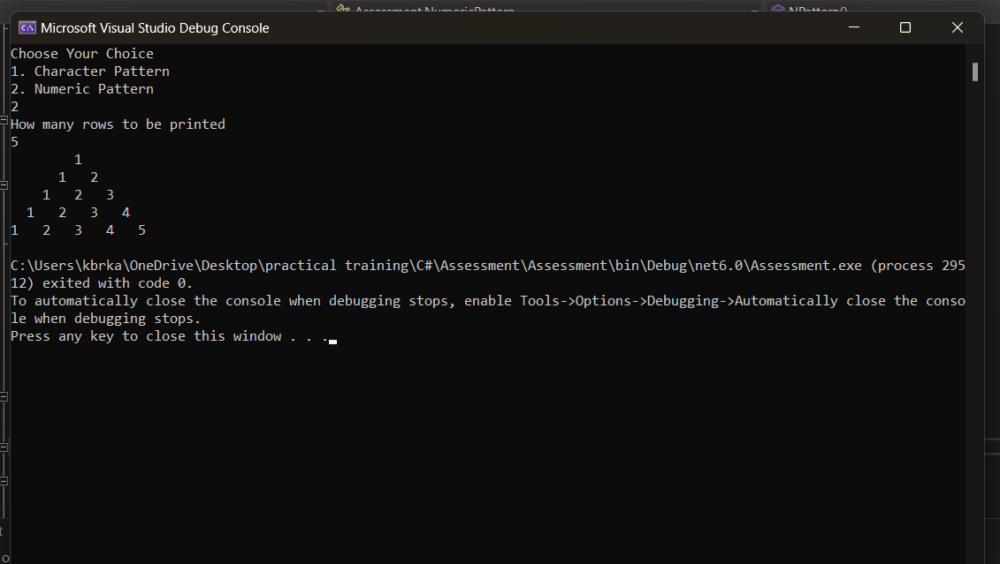 Assessment.NumericPattern
NPattern()
Microsoft Visual Studio Debug Console
Choose Your Choice
1. Character Pattern
2. Numeric Pattern
2
How many rows to be printed
5
        1
      1   2
    1   2   3
  1   2   3   4
1   2   3   4   5
C:\Users\kbrka\OneDrive\Desktop\practical training\C#\Assessment\Assessment\bin\Debug\net6.0\Assessment.exe (process 295
12) exited with code 0.
To automatically close the console when debugging stops, enable Tools->Options->Debugging->Automatically close the conso
le when debugging stops.
Press any key to close this window . . .